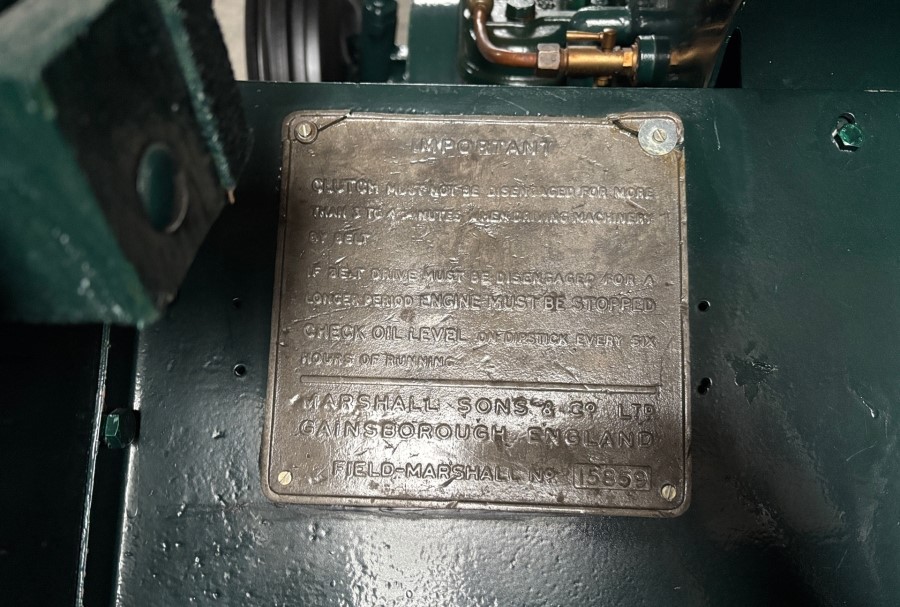 IMPORTANT
CLUTCH MUST NOT BE DISENGAGED FOR MORE
THAN 3 TO 4 MINUTES WHEN DRIVING MACHINERY
BY BELT
IF BELT DRIVE MUST BE DISENGAGED FOR A
LONGER PERIOD ENGINE MUST BE STOPPED
CHECK OIL LEVEL ON DIPSTICK EVERY SIX
HOURS OF RUNNING
MARSHALL SONS & CO LTD
GAINSBOROUGH, ENGLAND
FIELD-MARSHALL NO 15859